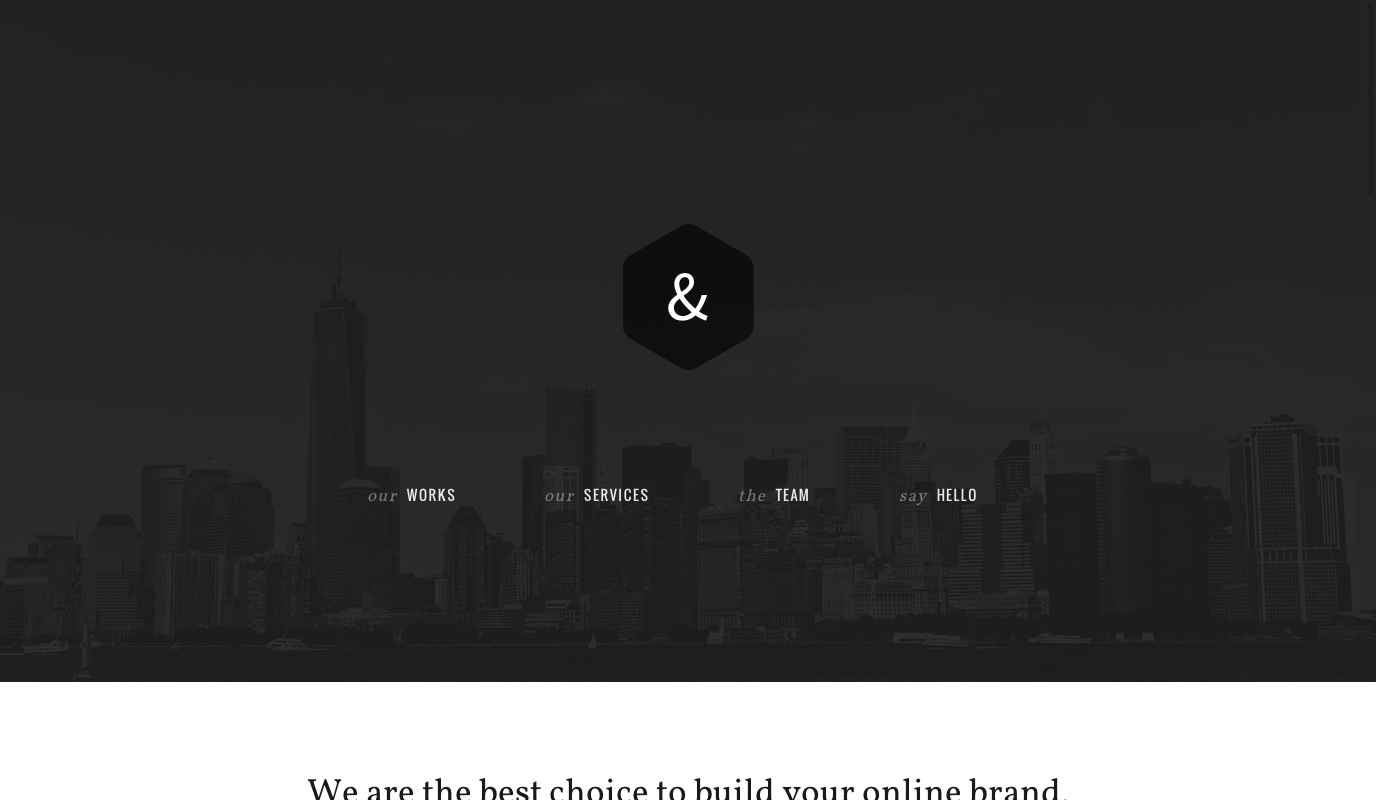 &
our WORKS our SERVICES the TEAM say HELLO
We are the best choice to build your online brand.